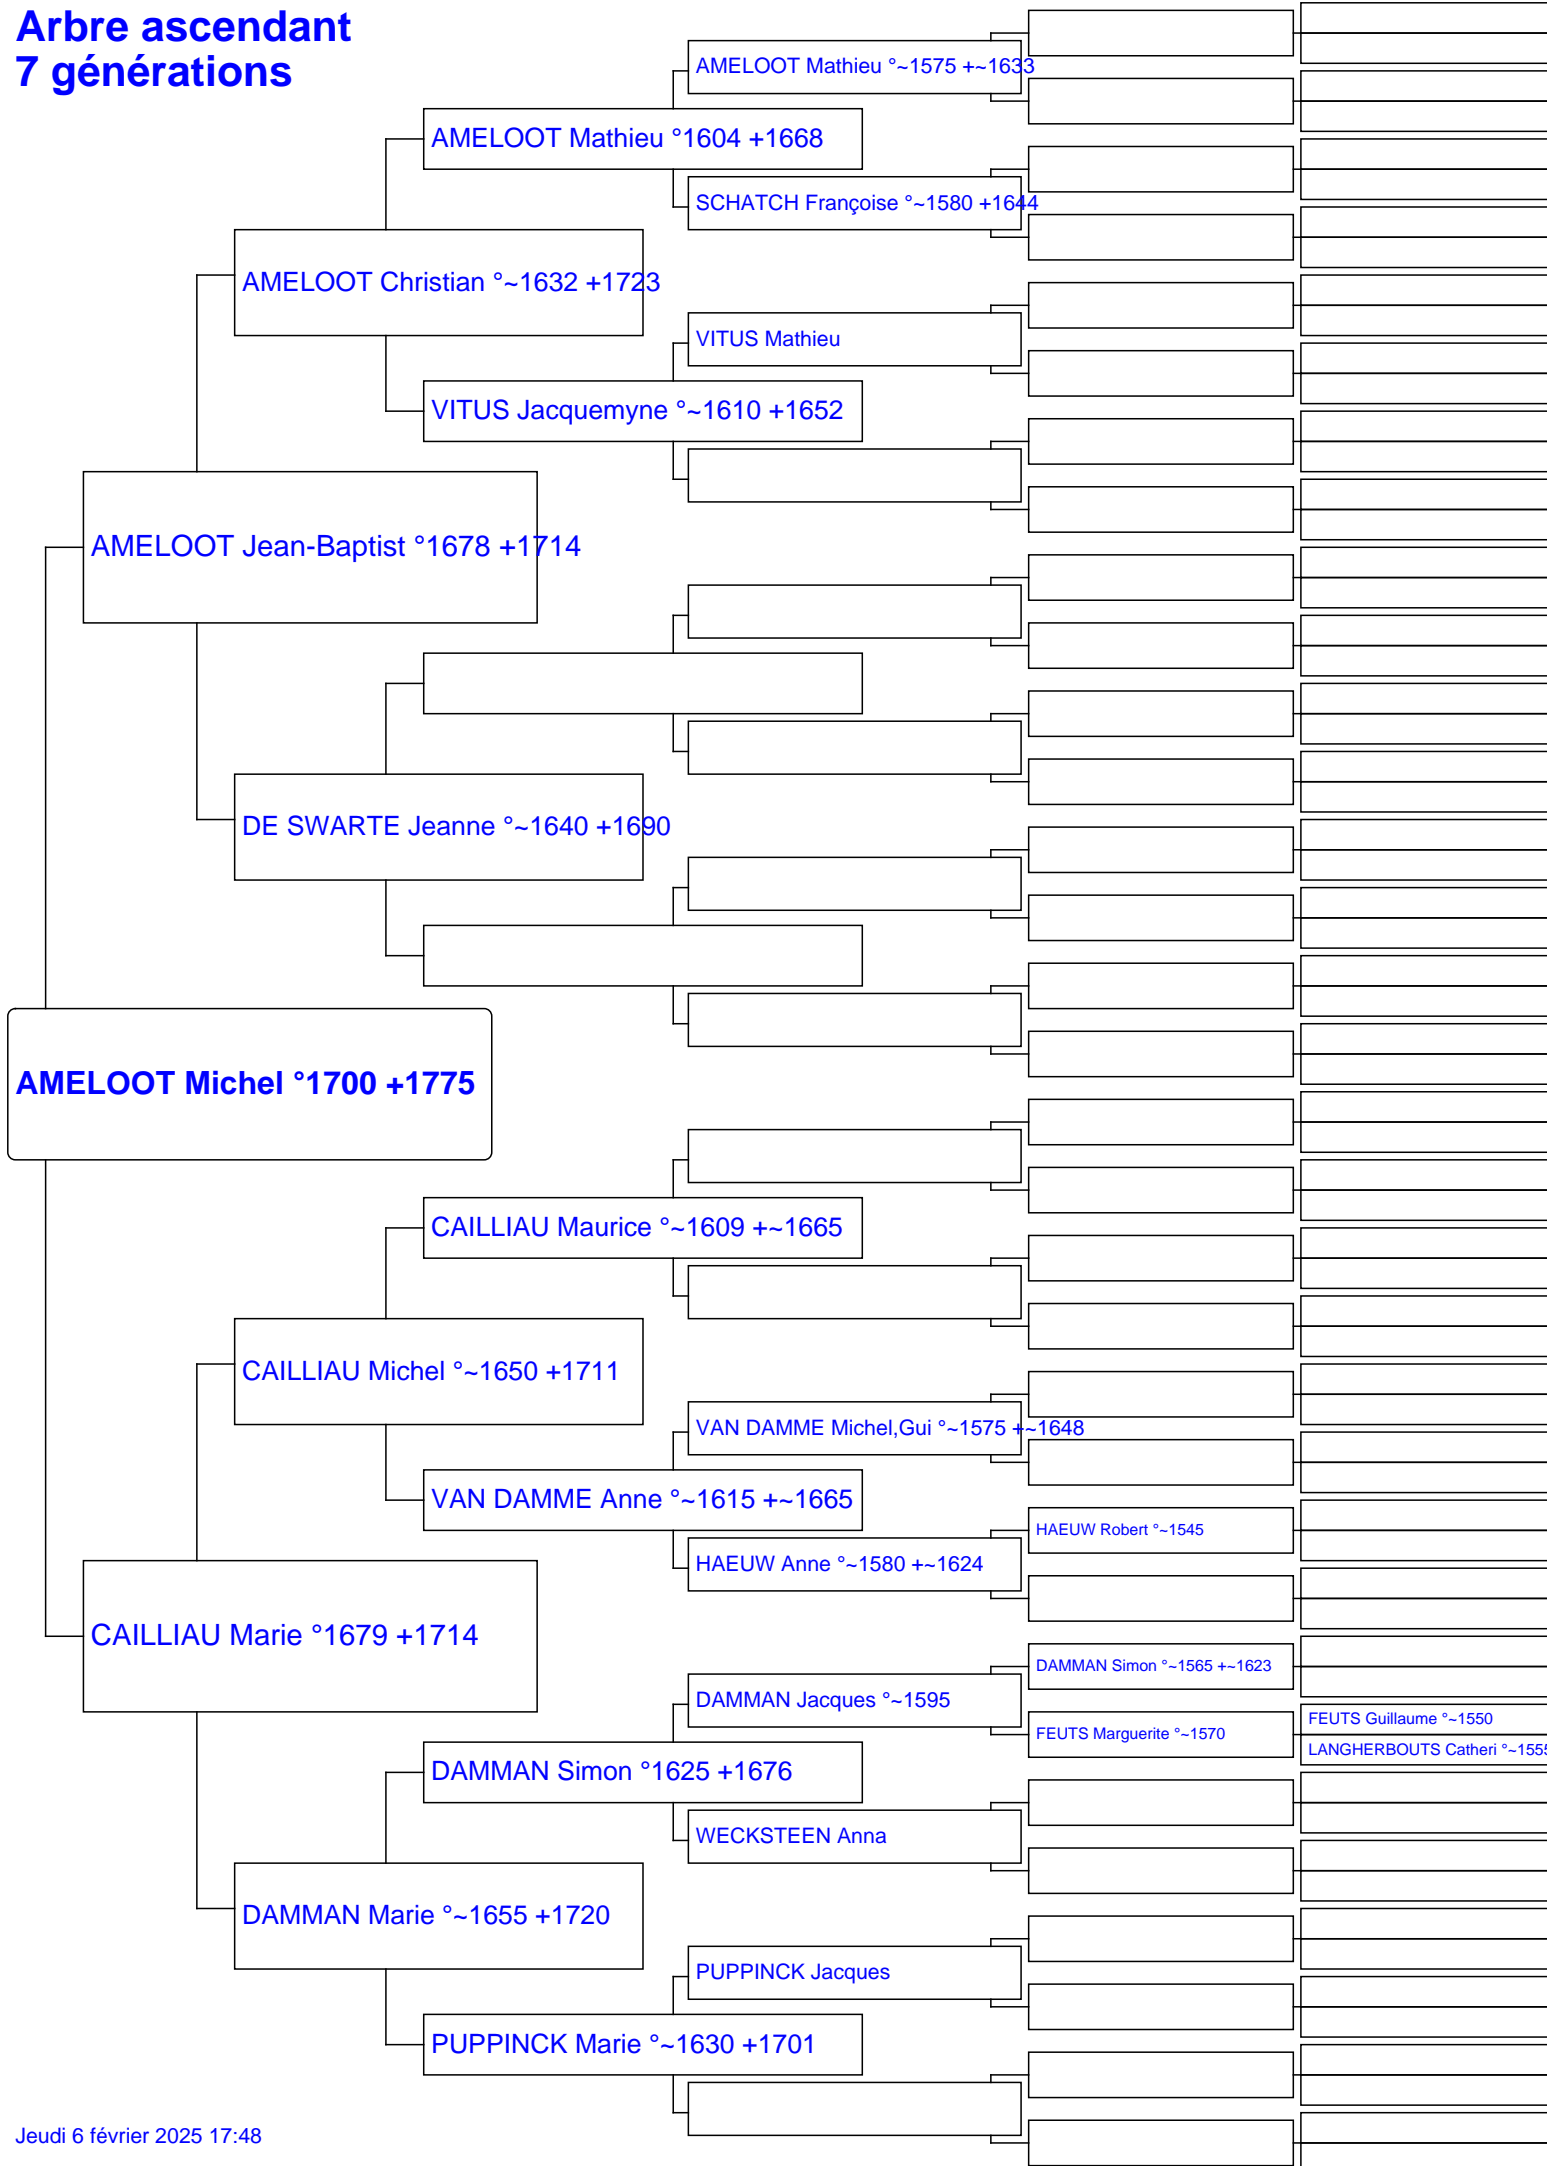 Arbre ascendant
7 générations
AMELOOT Mathieu °~1575 +~1633
AMELOOT Mathieu °1604 +1668
SCHATCH Françoise °~1580 +1644
AMELOOT Christian °~1632 +1723
VITUS Mathieu
VITUS Jacquemyne °~1610 +1652
AMELOOT Jean-Baptist °1678 +1714
DE SWARTE Jeanne °~1640 +1690
AMELOOT Michel °1700 +1775
CAILLIAU Maurice °~1609 +~1665
CAILLIAU Michel °~1650 +1711
VAN DAMME Michel,Gui °~1575 +~1648
VAN DAMME Anne °~1615 +~1665
HAEUW Robert °~1545
HAEUW Anne °~1580 +~1624
CAILLIAU Marie °1679 +1714
DAMMAN Simon °~1565 +~1623
DAMMAN Jacques °~1595
FEUTS Guillaume °~1550
FEUTS Marguerite °~1570
LANGHERBOUTS Catheri °~1555
DAMMAN Simon °1625 +1676
WECKSTEEN Anna
DAMMAN Marie °~1655 +1720
PUPPINCK Jacques
PUPPINCK Marie °~1630 +1701
Jeudi 6 février 2025 17:48